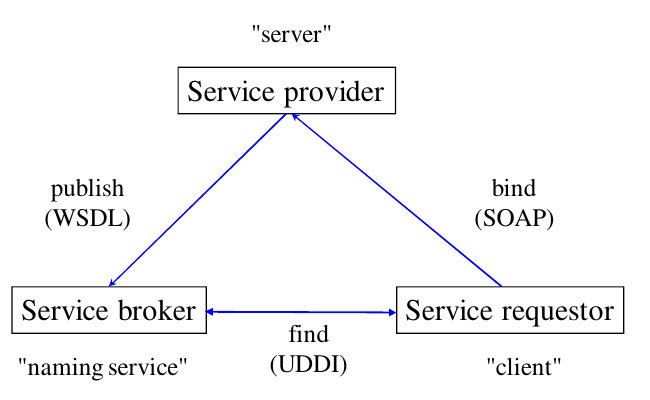 "server"
Service provider
publish
(WSDL)
bind
(SOAP)
Service broker
Service requestor
find
(UDDI)
"naming service"
"client"